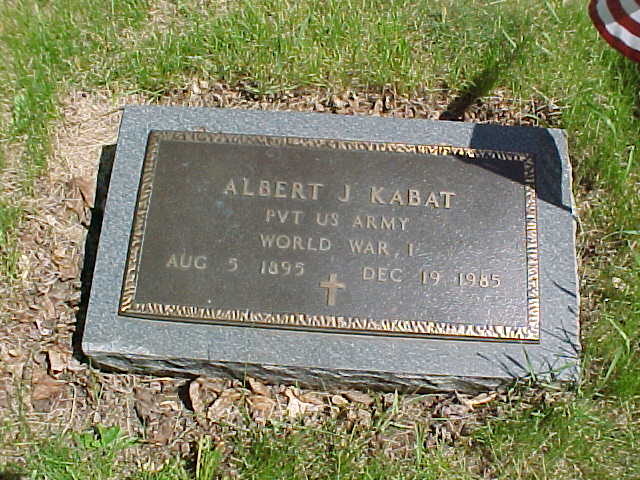 ALBERT J KABAT
PVT US ARMY
WORLD WAR I
AUG 5 1895 DEC 19 1985